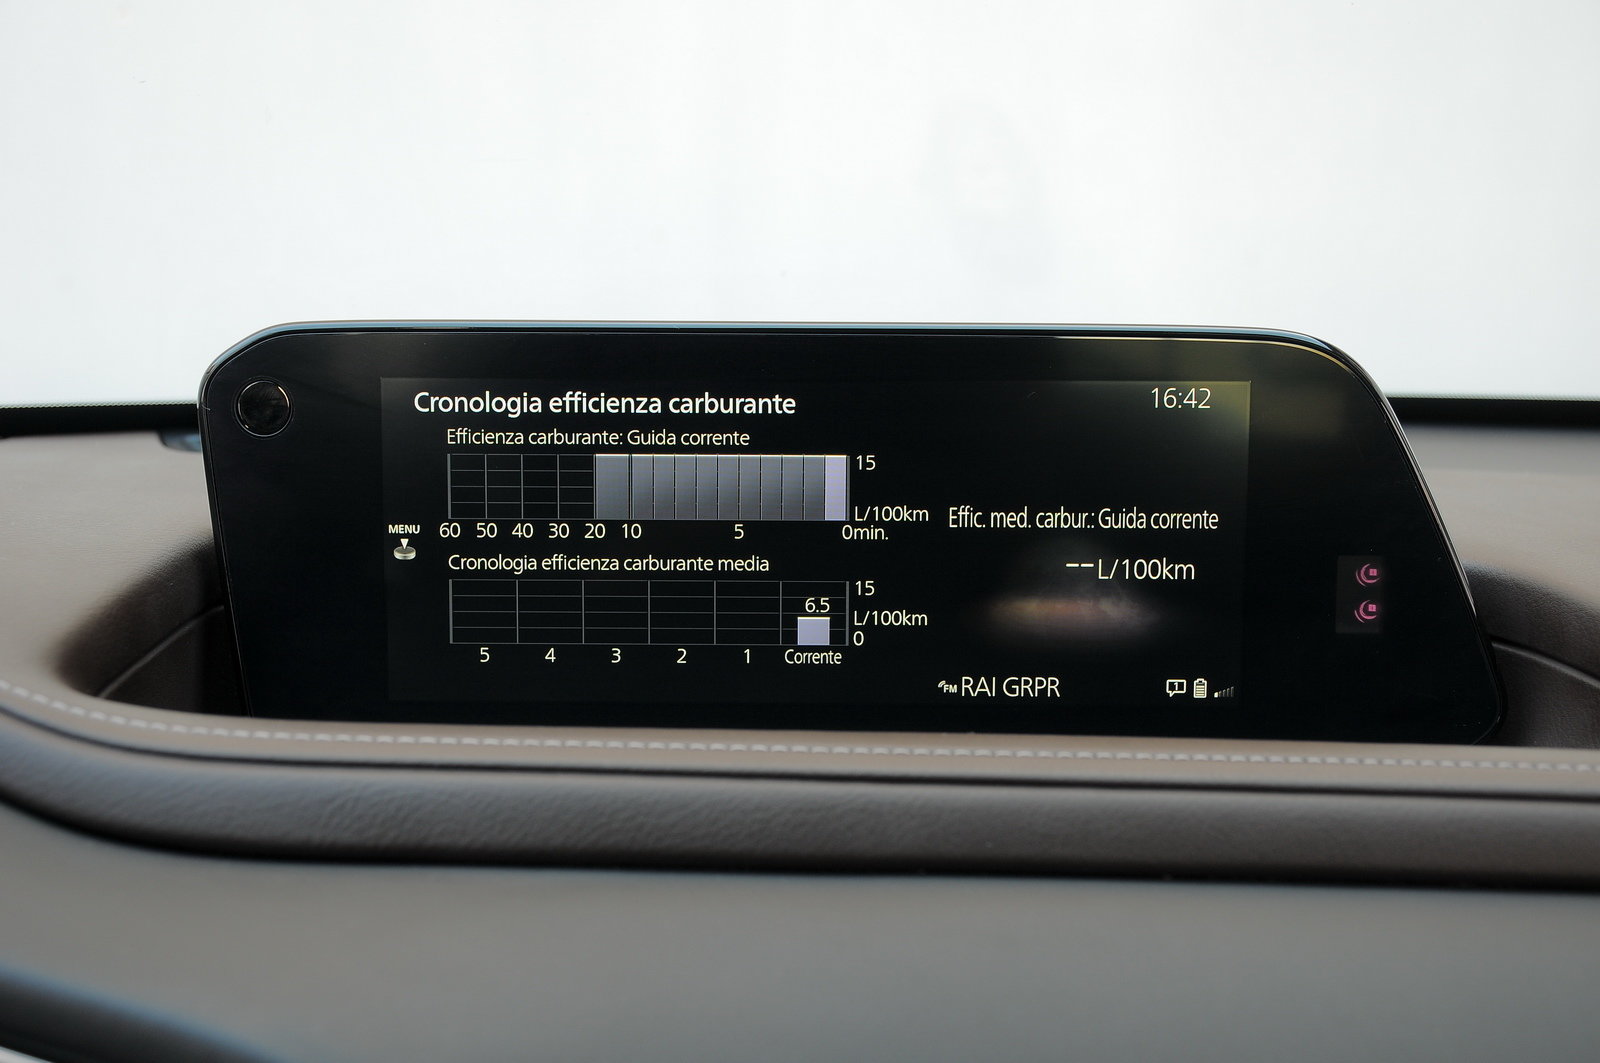 Cronologia efficienza carburante
16:42
Efficienza carburante: Guida corrente
15
L/100km
60 50 40 30 20 10 5 0min.
MENU
Cronologia efficienza carburante media
15
6.5
L/100km
0
5 4 3 2 1 Corrente
Effic. med. carbur.: Guida corrente
--L/100km
FM RAI GRPR
1